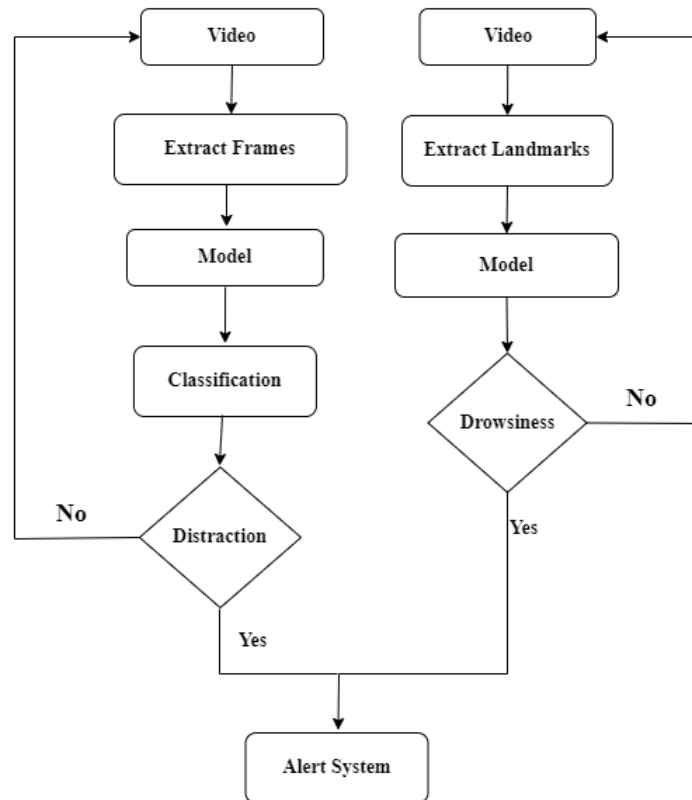 Video
Extract Frames
Model
Classification
Distraction
No
Yes
Video
Extract Landmarks
Model
Drowsiness
No
Yes
Alert System